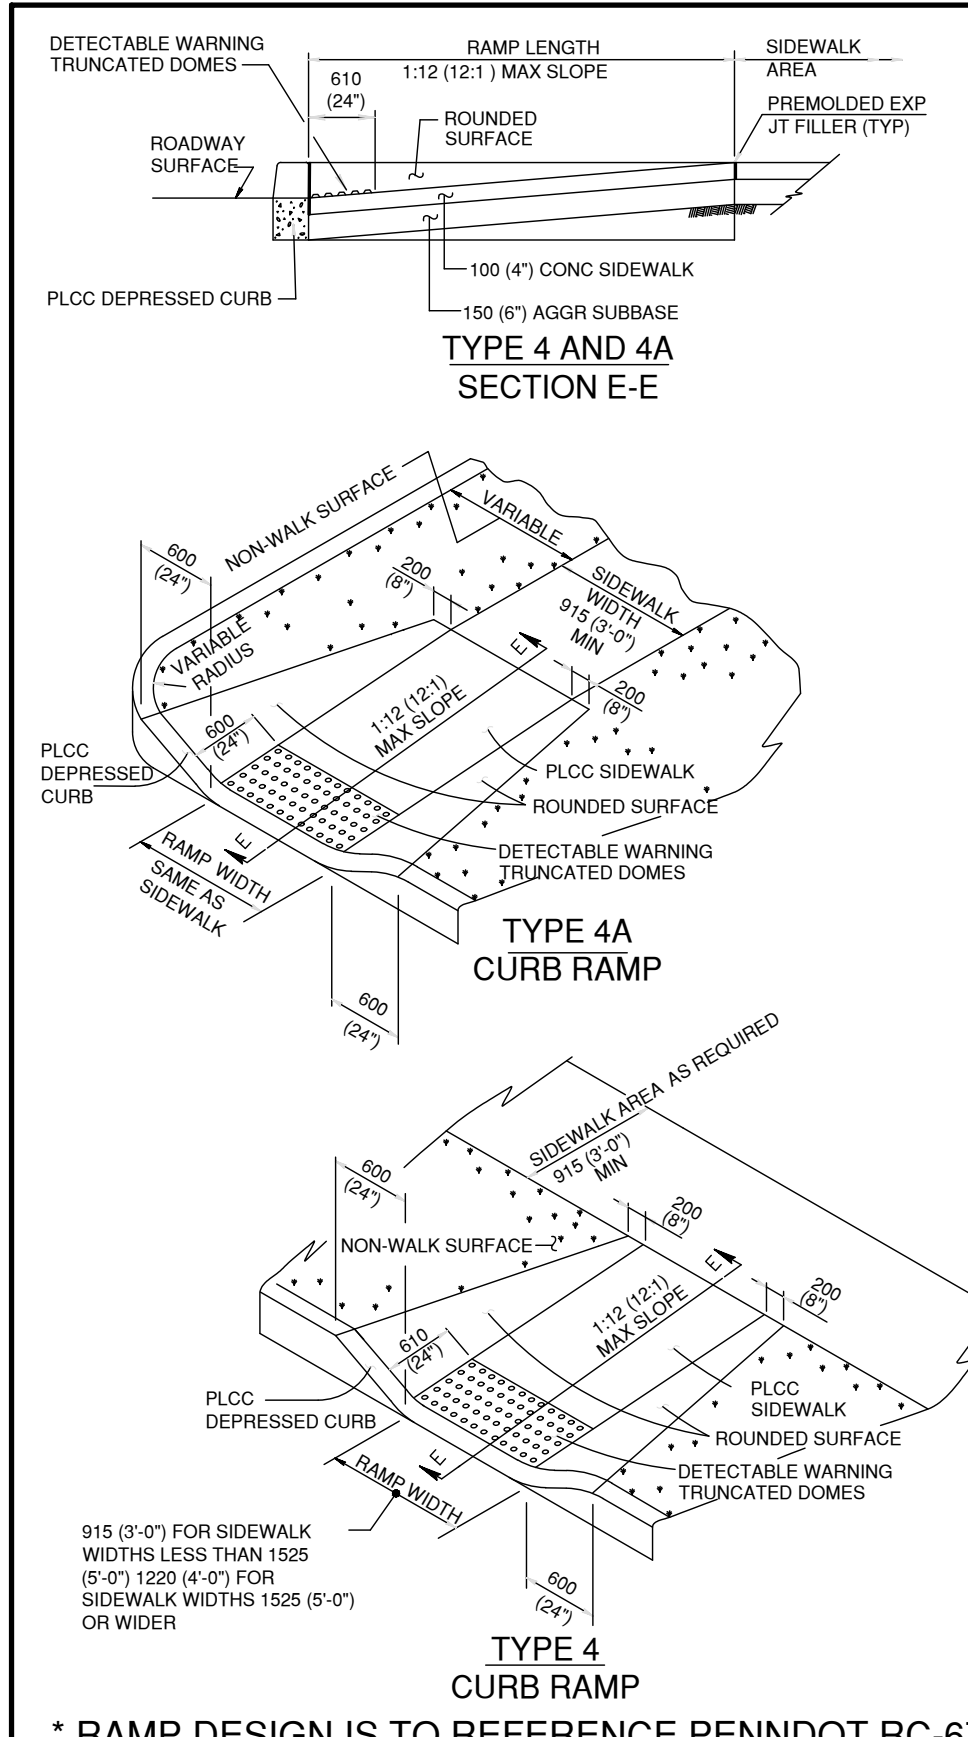 DETECTABLE WARNING
TRUNCATED DOMES
RAMP LENGTH
1:12 (12:1 ) MAX SLOPE
SIDEWALK
AREA
610
(24")
ROUNDED
SURFACE
PREMOLDED EXP
JT FILLER (TYP)
ROADWAY
SURFACE
100 (4") CONC SIDEWALK
PLCC DEPRESSED CURB
150 (6") AGGR SUBBASE
TYPE 4 AND 4A
SECTION E-E
NON-WALK SURFACE
VARIABLE
600
(24")
200
(8")
SIDEWALK
WIDTH
915 (3'-0")
MIN
E
VARIABLE
RADIUS
200
(8")
1:12 (12:1)
MAX SLOPE
600
(24")
PLCC
DEPRESSED
CURB
PLCC SIDEWALK
ROUNDED SURFACE
E
RAMP WIDTH
SAME AS
SIDEWALK
DETECTABLE WARNING
TRUNCATED DOMES
TYPE 4A
CURB RAMP
600
(24")
SIDEWALK AREA AS REQUIRED
915 (3'-0")
MIN
600
(24")
200
(8")
NON-WALK SURFACE
E
200
(8")
1:12 (12:1)
MAX SLOPE
610
(24")
PLCC
DEPRESSED CURB
PLCC
SIDEWALK
ROUNDED SURFACE
E
RAMP WIDTH
DETECTABLE WARNING
TRUNCATED DOMES
915 (3'-0") FOR SIDEWALK
WIDTHS LESS THAN 1525
(5'-0") 1220 (4'-0") FOR
SIDEWALK WIDTHS 1525 (5'-0")
OR WIDER
600
(24")
TYPE 4
CURB RAMP
* RAMP DESIGN IS TO REFERENCE PENNDOT